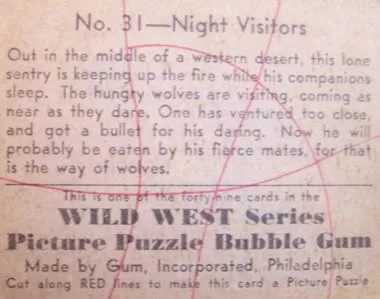 No. 31—Night Visitors
Out in the middle of a western desert, this lone
sentry is keeping up the fire while his companions
sleep. The hungry wolves are visiting, coming as
near as they dare. One has ventured too close,
and got a bullet for his daring. Now he will
probably be eaten by his fierce mates, for that
is the way of wolves.
This is one of the forty-nine cards in the
WILD WEST Series
Picture Puzzle Bubble Gum
Made by Gum, Incorporated, Philadelphia
Cut along RED lines to make this card a Picture Puzzle